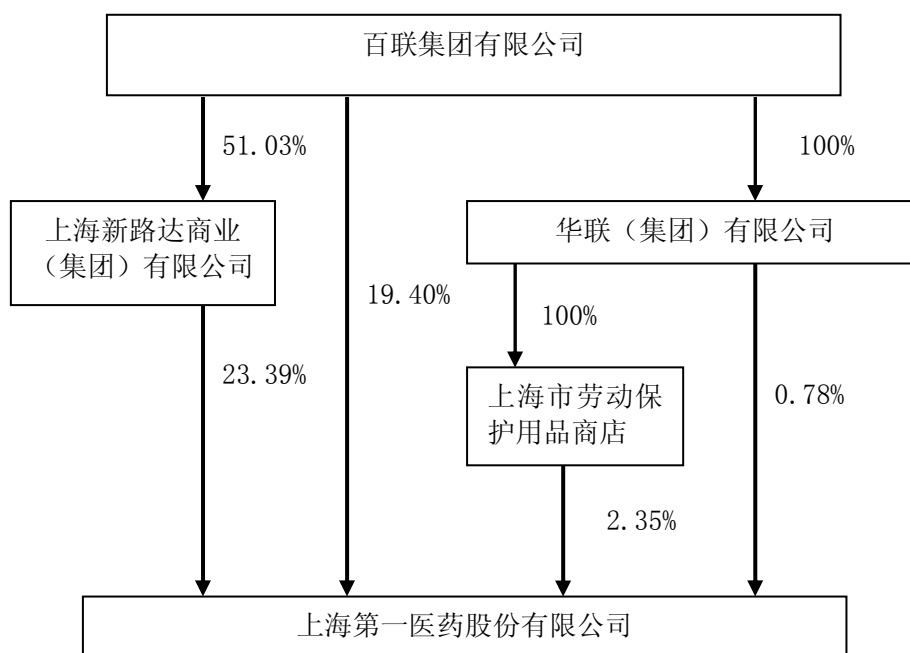 百联集团有限公司
51.03%
100%
上海新路达商业
（集团）有限公司
华联（集团）有限公司
19.40%
100%
23.39%
上海市劳动保
护用品商店
0.78%
2.35%
上海第一医药股份有限公司